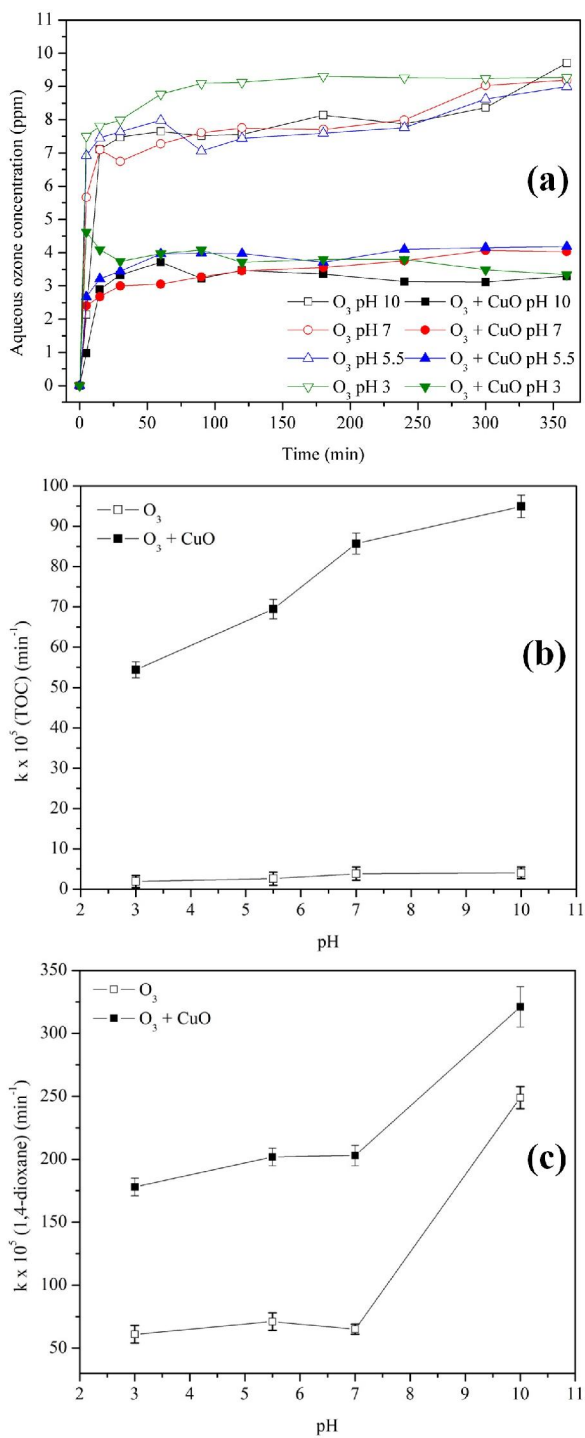 11
10
9
8
7
6
5
4
3
2
1
0
Aqueous ozone concentration (ppm)
(a)
O₃ pH 10
O₃ + CuO pH 10
O₃ pH 7
O₃ + CuO pH 7
O₃ pH 5.5
O₃ + CuO pH 5.5
O₃ pH 3
O₃ + CuO pH 3
0 50 100 150 200 250 300 350
Time (min)
100
90
80
70
60
50
40
30
20
10
0
k x 10⁵ (TOC) (min⁻¹)
O₃
O₃ + CuO
(b)
2 3 4 5 6 7 8 9 10 11
pH
350
300
250
200
150
100
50
k x 10⁵ (1,4-dioxane) (min⁻¹)
O₃
O₃ + CuO
(c)
2 3 4 5 6 7 8 9 10 11
pH